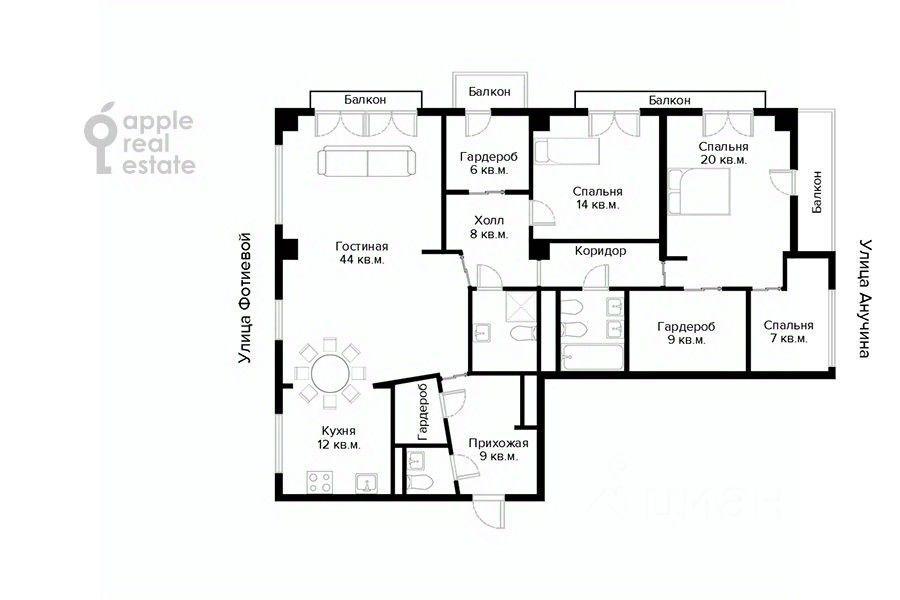 apple
real
estate
Балкон
Балкон
Балкон
Гардероб
6 кв.м.
Спальня
14 кв.м.
Спальня
20 кв.м.
Балкон
Холл
8 кв.м.
Гостиная
44 кв.м.
Коридор
Улица Фотиевой
Улица Анучина
Гардероб
9 кв.м.
Спальня
7 кв.м.
Гардероб
Кухня
12 кв.м.
Прихожая
9 кв.м.
циан